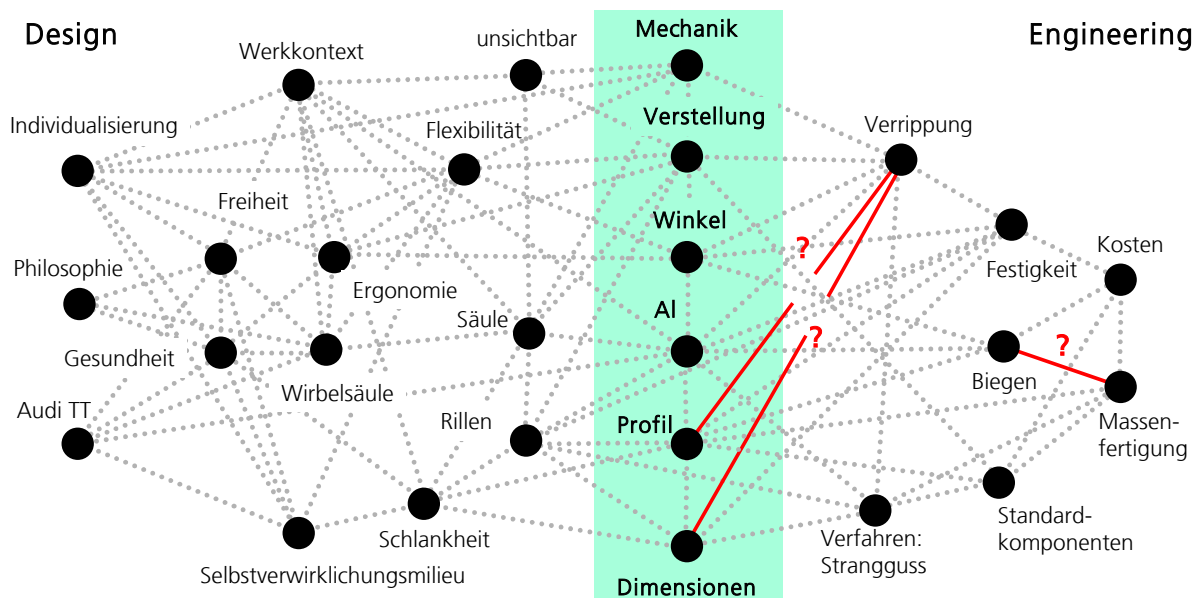 Design
Engineering
Mechanik
unsichtbar
Werkkontext
Verstellung
Individualisierung
Flexibilität
Verrippung
Freiheit
Winkel
?
Kosten
Philosophie
Festigkeit
Ergonomie
Al
Säule
?
?
Gesundheit
Biegen
Wirbelsäule
Audi TT
Rillen
Profil
Massen-
fertigung
Standard-
komponenten
Schlankheit
Verfahren:
Strangguss
Selbstverwirklichungsmilieu
Dimensionen